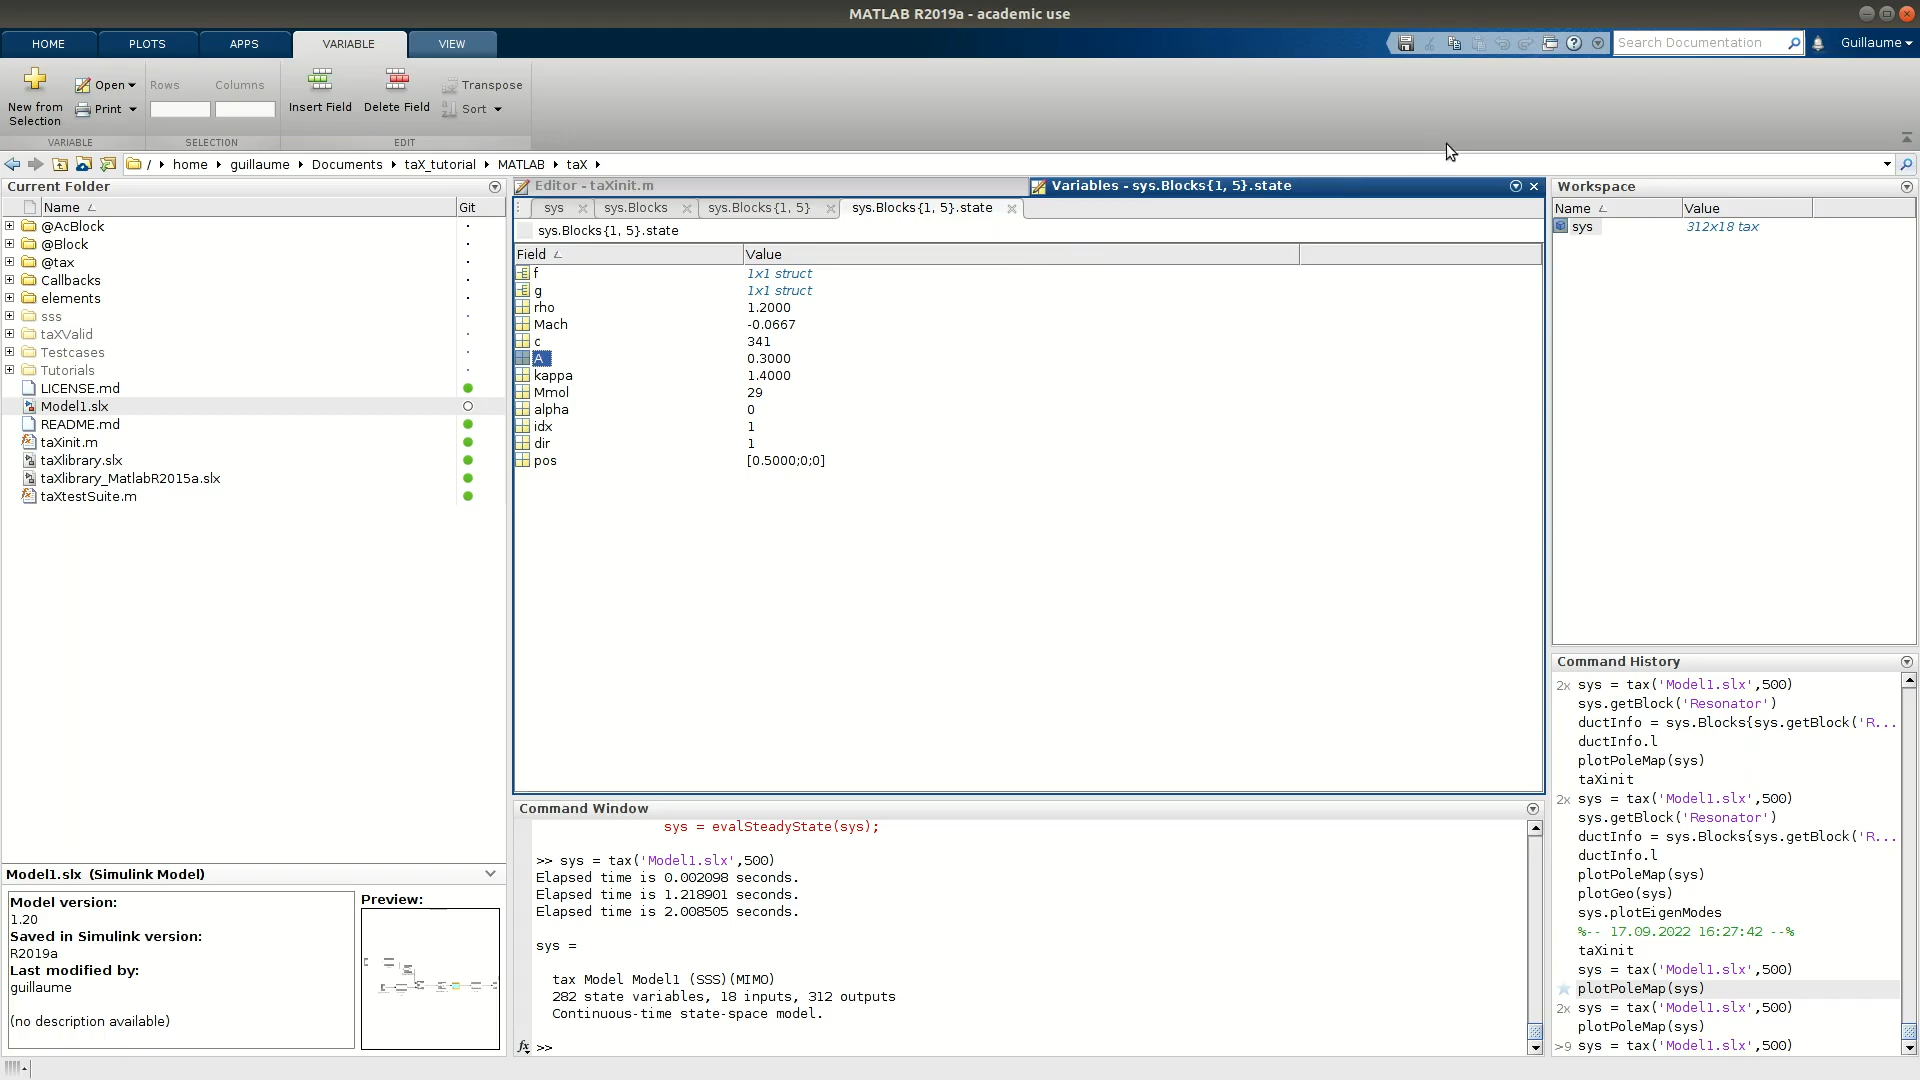 MATLAB R2019a - academic use
HOME PLOTS APPS VARIABLE VIEW
Search Documentation
Guillaume
New from Selection
Open
Print
Rows Columns
Insert Field
Delete Field
Transpose
Sort
VARIABLE SELECTION EDIT
/ home guillaume Documents taX_tutorial MATLAB taX
Current Folder
Name Git
@AcBlock
@Block
@tax
Callbacks
elements
sss
taXValid
Testcases
Tutorials
LICENSE.md
Model1.slx
README.md
taXinit.m
taXlibrary.slx
taXlibrary_MatlabR2015a.slx
taXtestSuite.m
Model1.slx (Simulink Model)
Model version:
1.20
Saved in Simulink version:
R2019a
Last modified by:
guillaume
(no description available)
Preview:
Editor - taXinit.m
Variables - sys.Blocks{1, 5}.state
sys sys.Blocks sys.Blocks{1, 5} sys.Blocks{1, 5}.state
sys.Blocks{1, 5}.state
Field Value
f 1x1 struct
g 1x1 struct
rho 1.2000
Mach -0.0667
c 341
A 0.3000
kappa 1.4000
Mmol 29
alpha 0
idx 1
dir 1
pos [0.5000;0;0]
Command Window
sys = evalSteadyState(sys);
>> sys = tax('Model1.slx',500)
Elapsed time is 0.002098 seconds.
Elapsed time is 1.218901 seconds.
Elapsed time is 2.008505 seconds.
sys =
tax Model Model1 (SSS)(MIMO)
282 state variables, 18 inputs, 312 outputs
Continuous-time state-space model.
fx >>
Workspace
Name Value
sys 312x18 tax
Command History
2x sys = tax('Model1.slx',500)
sys.getBlock('Resonator')
ductInfo = sys.Blocks{sys.getBlock('R...
ductInfo.l
plotPoleMap(sys)
taXinit
2x sys = tax('Model1.slx',500)
sys.getBlock('Resonator')
ductInfo = sys.Blocks{sys.getBlock('R...
ductInfo.l
plotPoleMap(sys)
plotGeo(sys)
sys.plotEigenModes
%-- 17.09.2022 16:27:42 --%
taXinit
sys = tax('Model1.slx',500)
plotPoleMap(sys)
2x sys = tax('Model1.slx',500)
plotPoleMap(sys)
>9 sys = tax('Model1.slx',500)